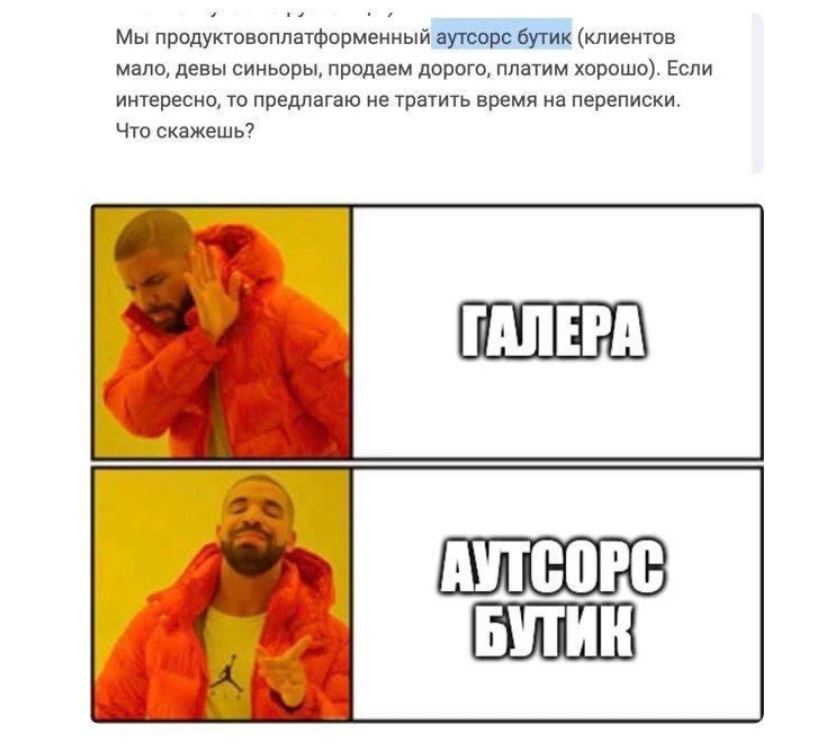 Мы продуктовоплатформенный аутсорс бутик (клиентов
мало, девы синьоры, продаем дорого, платим хорошо). Если
интересно, то предлагаю не тратить время на переписки.
Что скажешь?
ГАЛЕРА
АУТСОРС
БУТИК